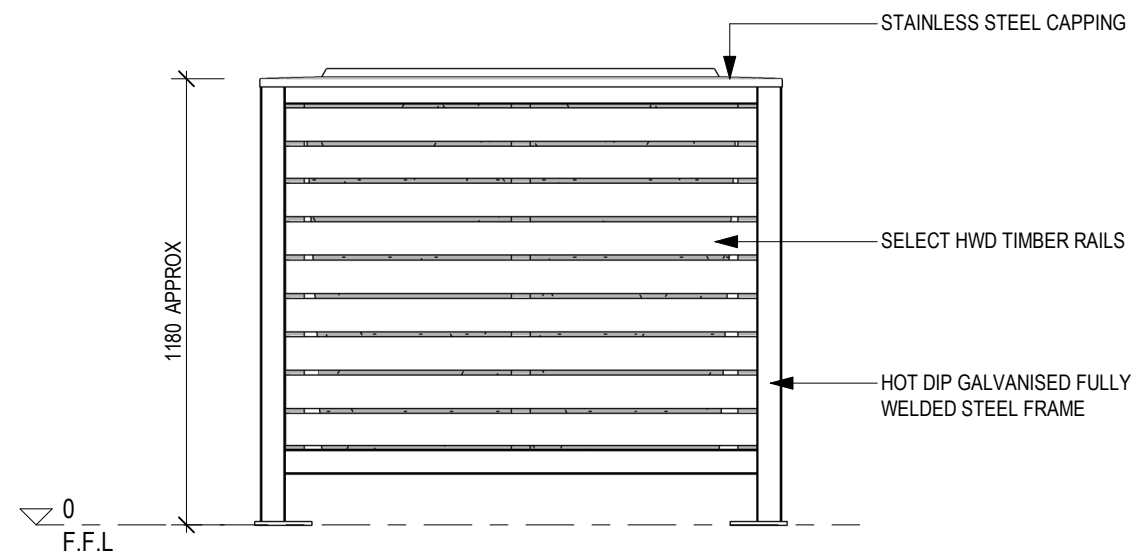 STAINLESS STEEL CAPPING
1180 APPROX
SELECT HWD TIMBER RAILS
HOT DIP GALVANISED FULLY
WELDED STEEL FRAME
0
F.F.L